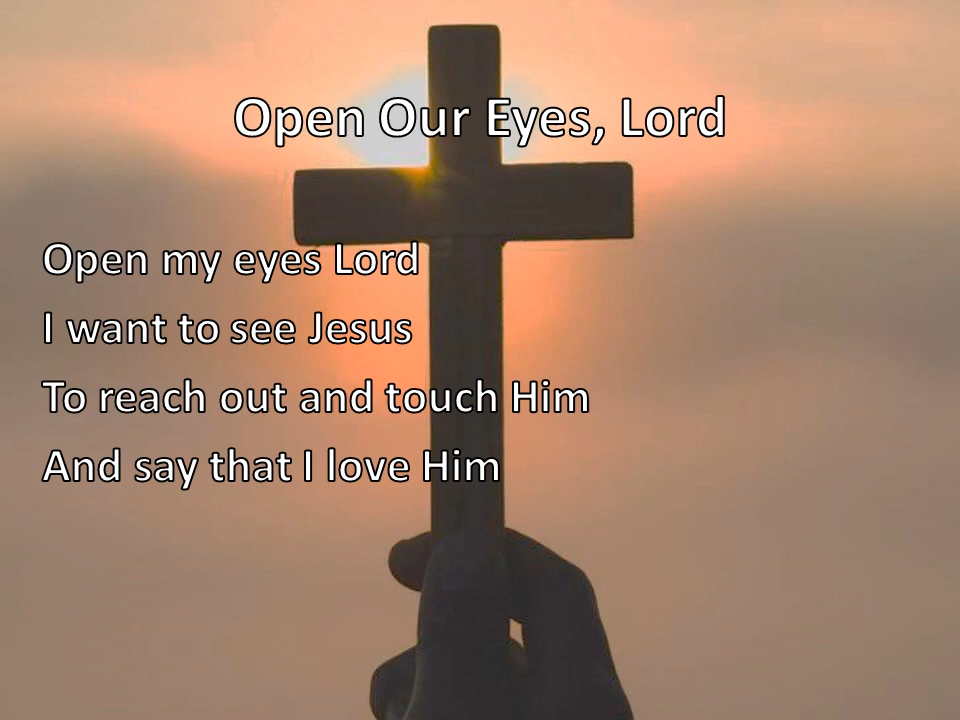 Open Our Eyes, Lord
Open my eyes Lord
I want to see Jesus
To reach out and touch Him
And say that I love Him